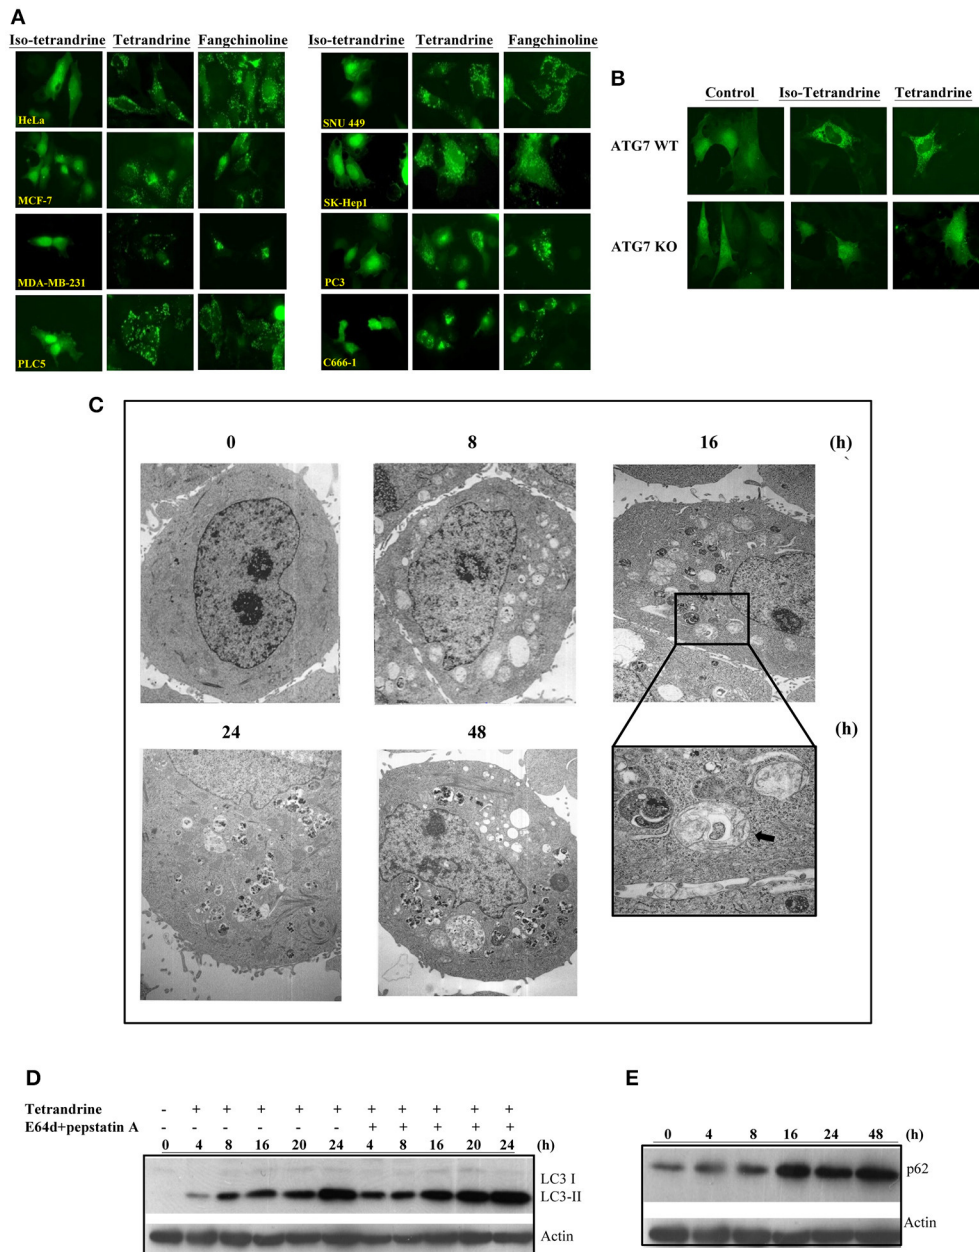 A
Iso-tetrandrine Tetrandrine Fangchinoline
HeLa
MCF-7
MDA-MB-231
PLC5
Iso-tetrandrine Tetrandrine Fangchinoline
SNU 449
SK-Hep1
PC3
C666-1
B
Control Iso-Tetrandrine Tetrandrine
ATG7 WT
ATG7 KO
C
0 8 16 (h)
24 48 (h)
D
Tetrandrine - + + + + + + + + + +
E64d+pepstatin A - - - - - - + + + + +
0 4 8 16 20 24 4 8 16 20 24 (h)
LC3 I
LC3-II
Actin
E
0 4 8 16 24 48 (h)
p62
Actin